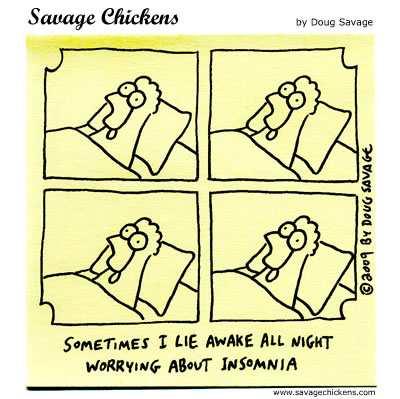 Savage Chickens
by Doug Savage
© 2009 BY DOUG SAVAGE
SOMETIMES I LIE AWAKE ALL NIGHT
WORRYING ABOUT INSOMNIA
www.savagechickens.com